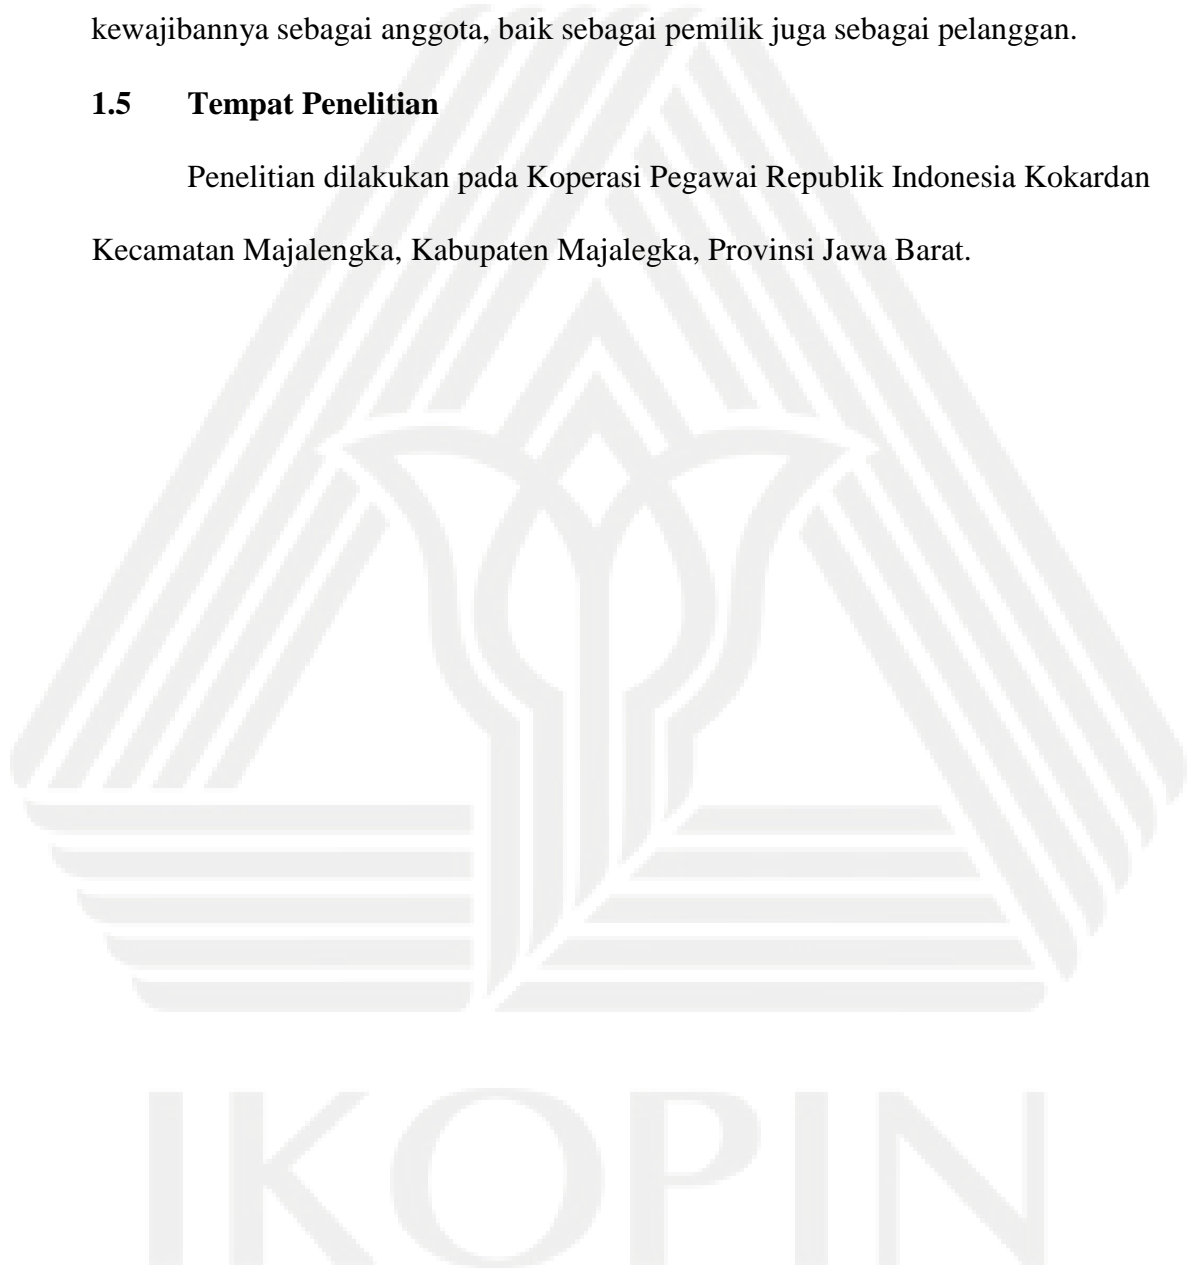 kewajibannya sebagai anggota, baik sebagai pemilik juga sebagai pelanggan.
1.5 Tempat Penelitian
Penelitian dilakukan pada Koperasi Pegawai Republik Indonesia Kokardan
Kecamatan Majalengka, Kabupaten Majalegka, Provinsi Jawa Barat.
IKOPIN